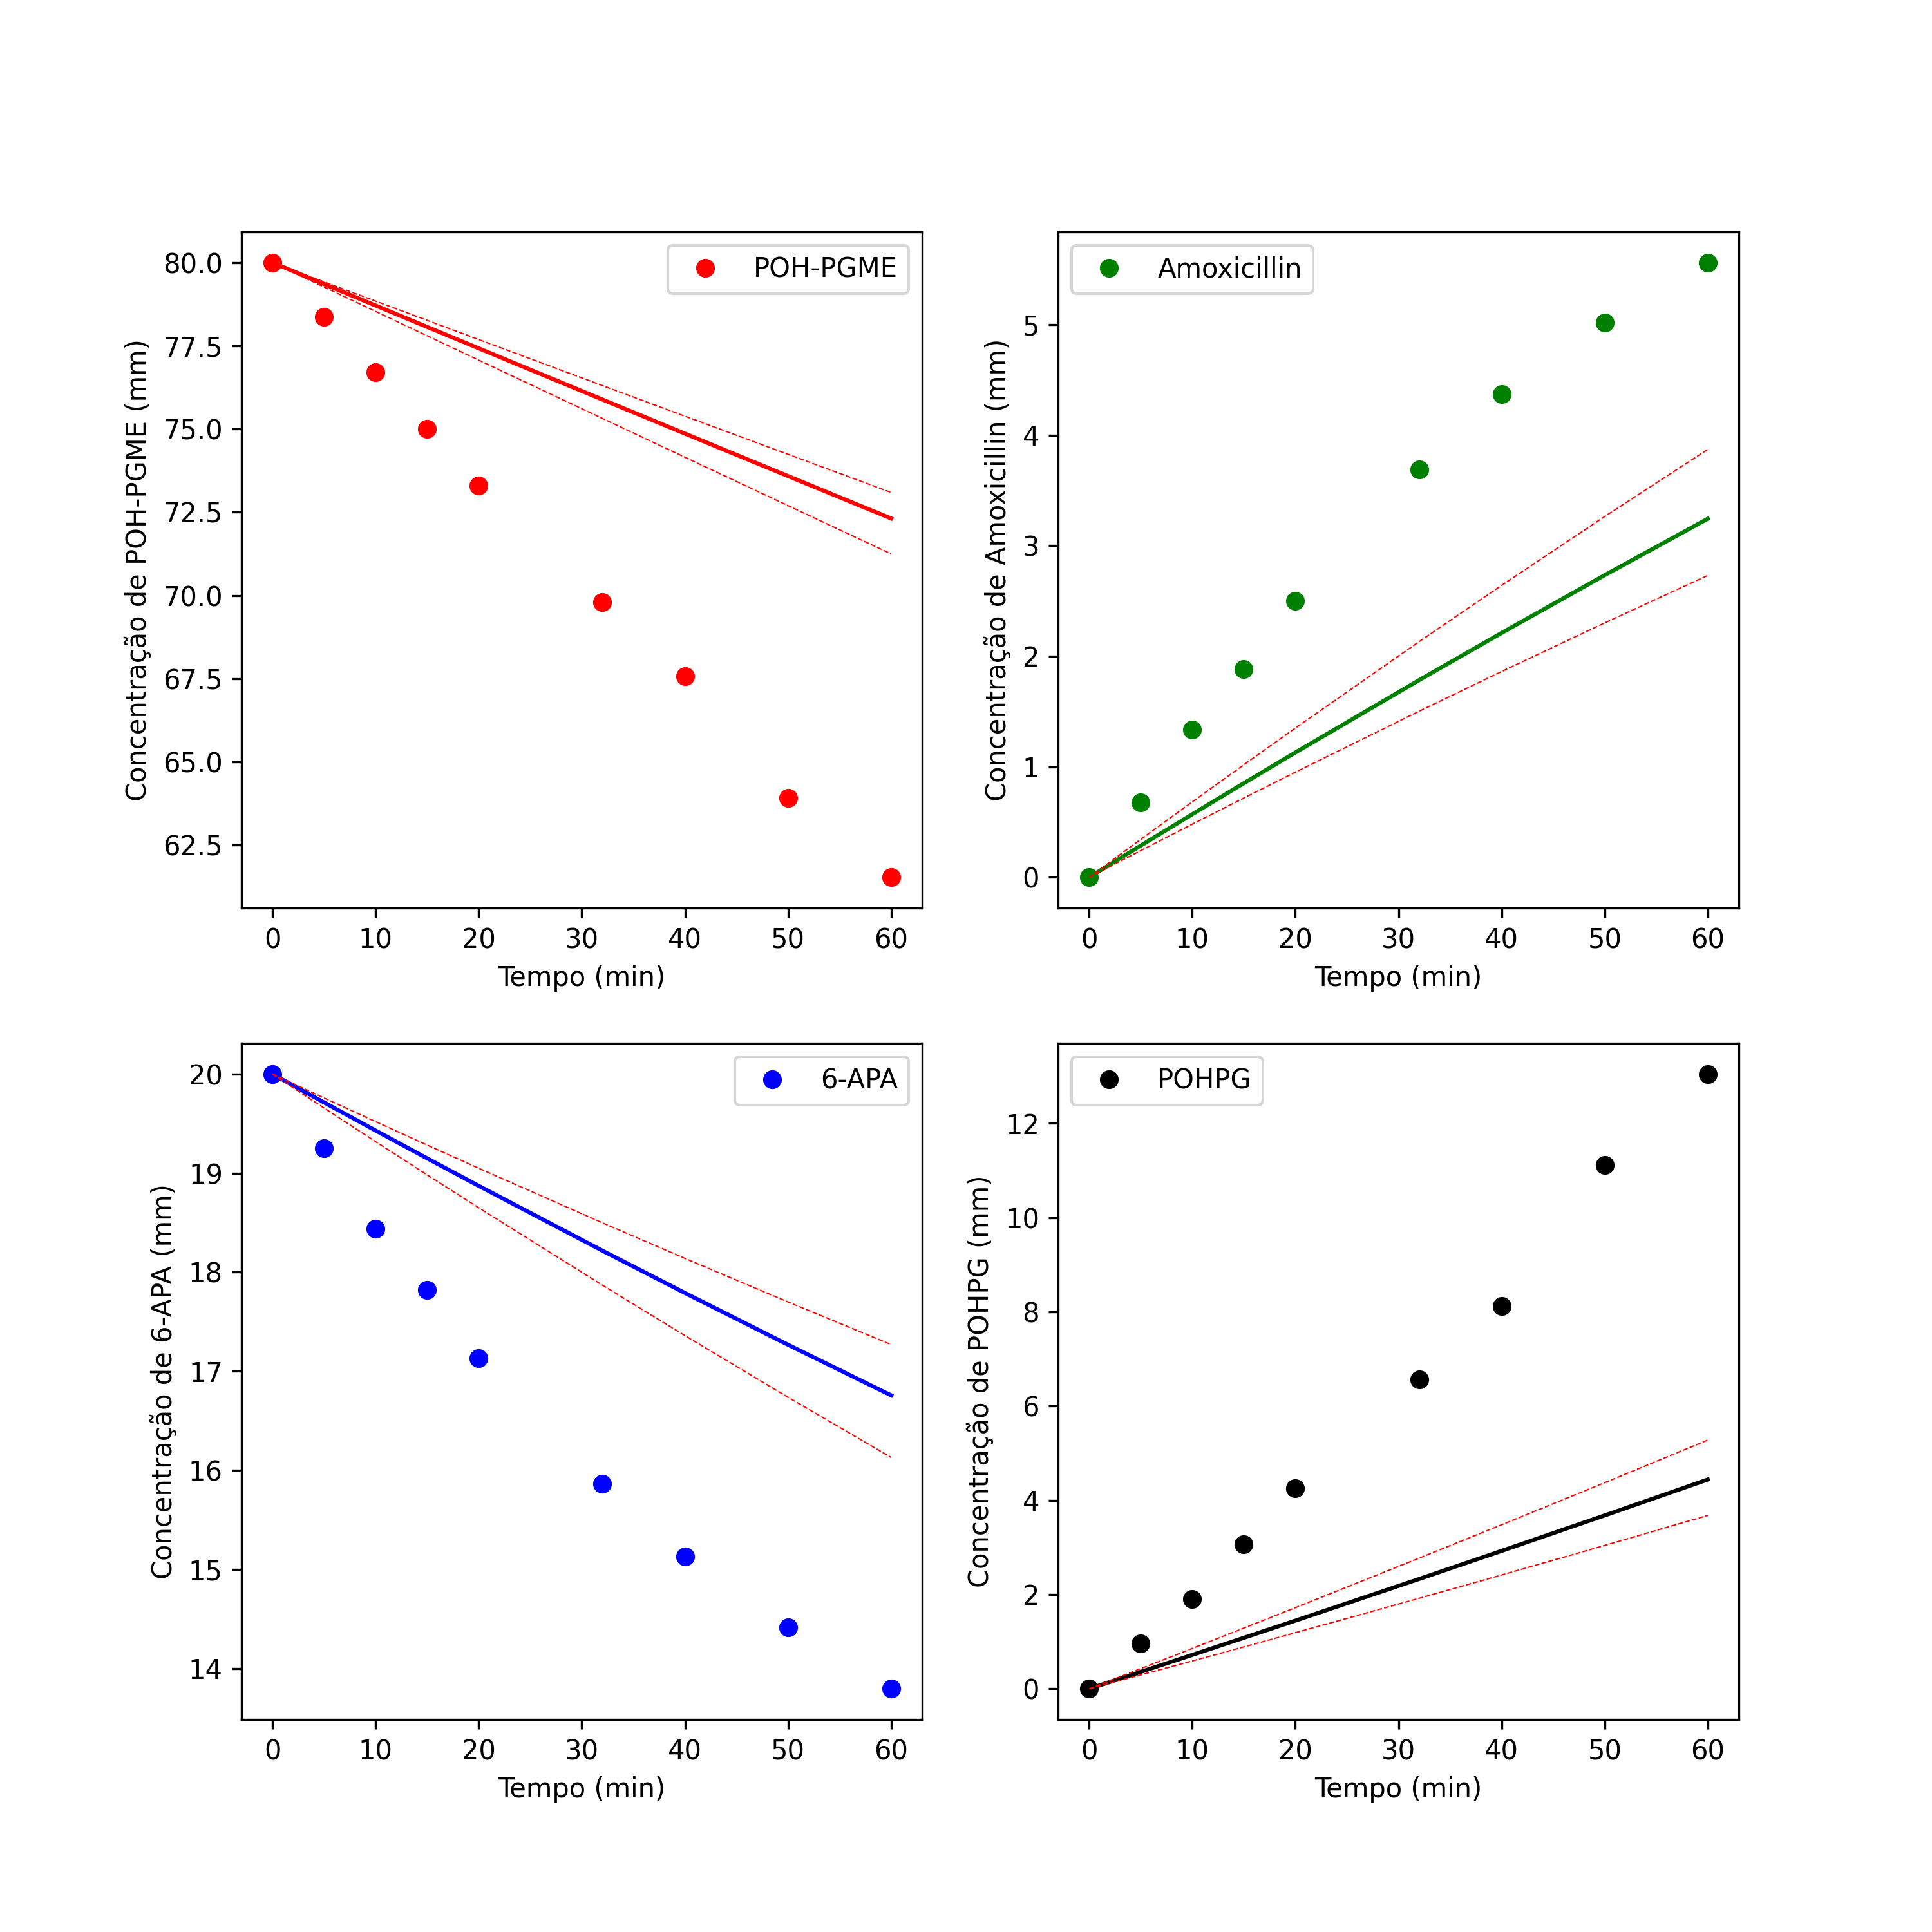 Concentração de POH-PGME (mm)
80.0
77.5
75.0
72.5
70.0
67.5
65.0
62.5
POH-PGME
0 10 20 30 40 50 60
Tempo (min)
Concentração de Amoxicillin (mm)
5
4
3
2
1
0
Amoxicillin
0 10 20 30 40 50 60
Tempo (min)
Concentração de 6-APA (mm)
20
19
18
17
16
15
14
6-APA
0 10 20 30 40 50 60
Tempo (min)
Concentração de POHPG (mm)
12
10
8
6
4
2
0
POHPG
0 10 20 30 40 50 60
Tempo (min)